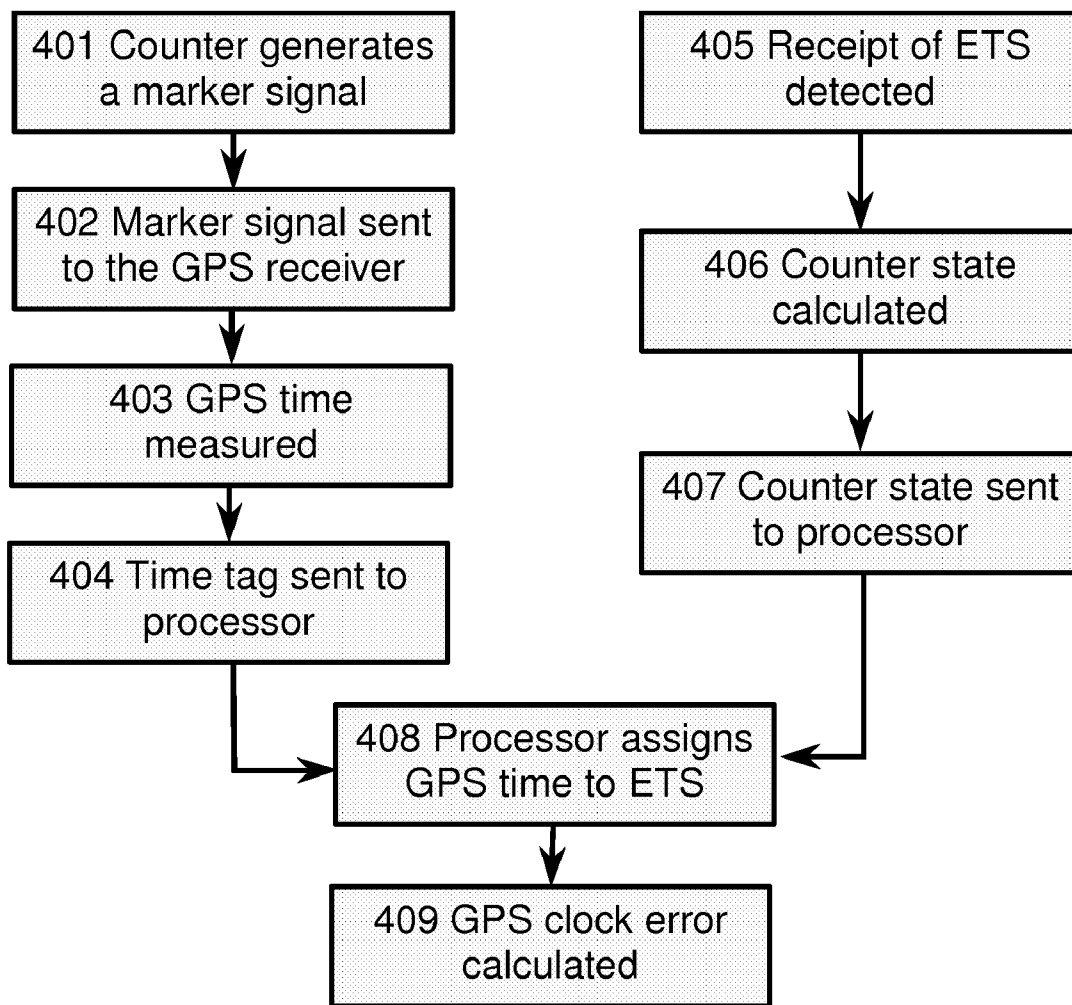 401 Counter generates
a marker signal
402 Marker signal sent
to the GPS receiver
403 GPS time
measured
404 Time tag sent to
processor
405 Receipt of ETS
detected
406 Counter state
calculated
407 Counter state sent
to processor
408 Processor assigns
GPS time to ETS
409 GPS clock error
calculated